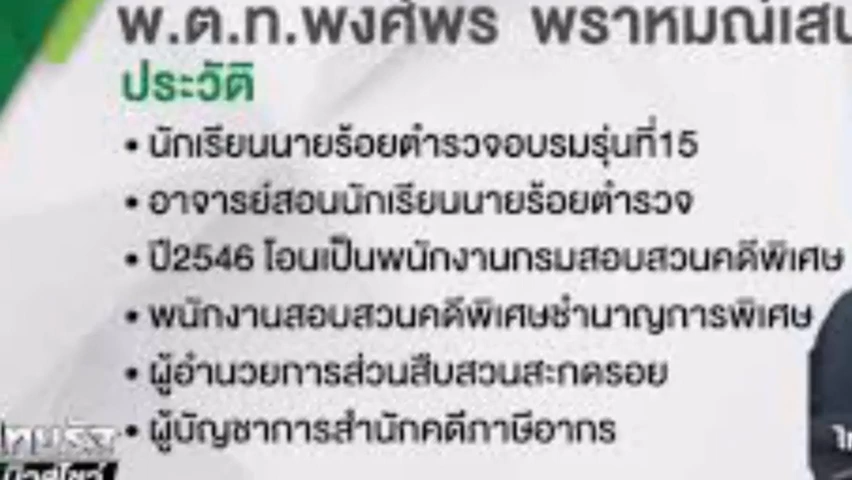 พ.ต.ท.พงศ์พร พราหมณ์เสน
ประวัติ
• นักเรียนนายร้อยตำรวจอบรมรุ่นที่15
• อาจารย์สอนนักเรียนนายร้อยตำรวจ
• ปี2546 โอนเป็นพนักงานกรมสอบสวนคดีพิเศษ
• พนักงานสอบสวนคดีพิเศษชำนาญการพิเศษ
• ผู้อำนวยการส่วนสืบสวนสะกดรอย
• ผู้บัญชาการสำนักคดีภาษีอากร